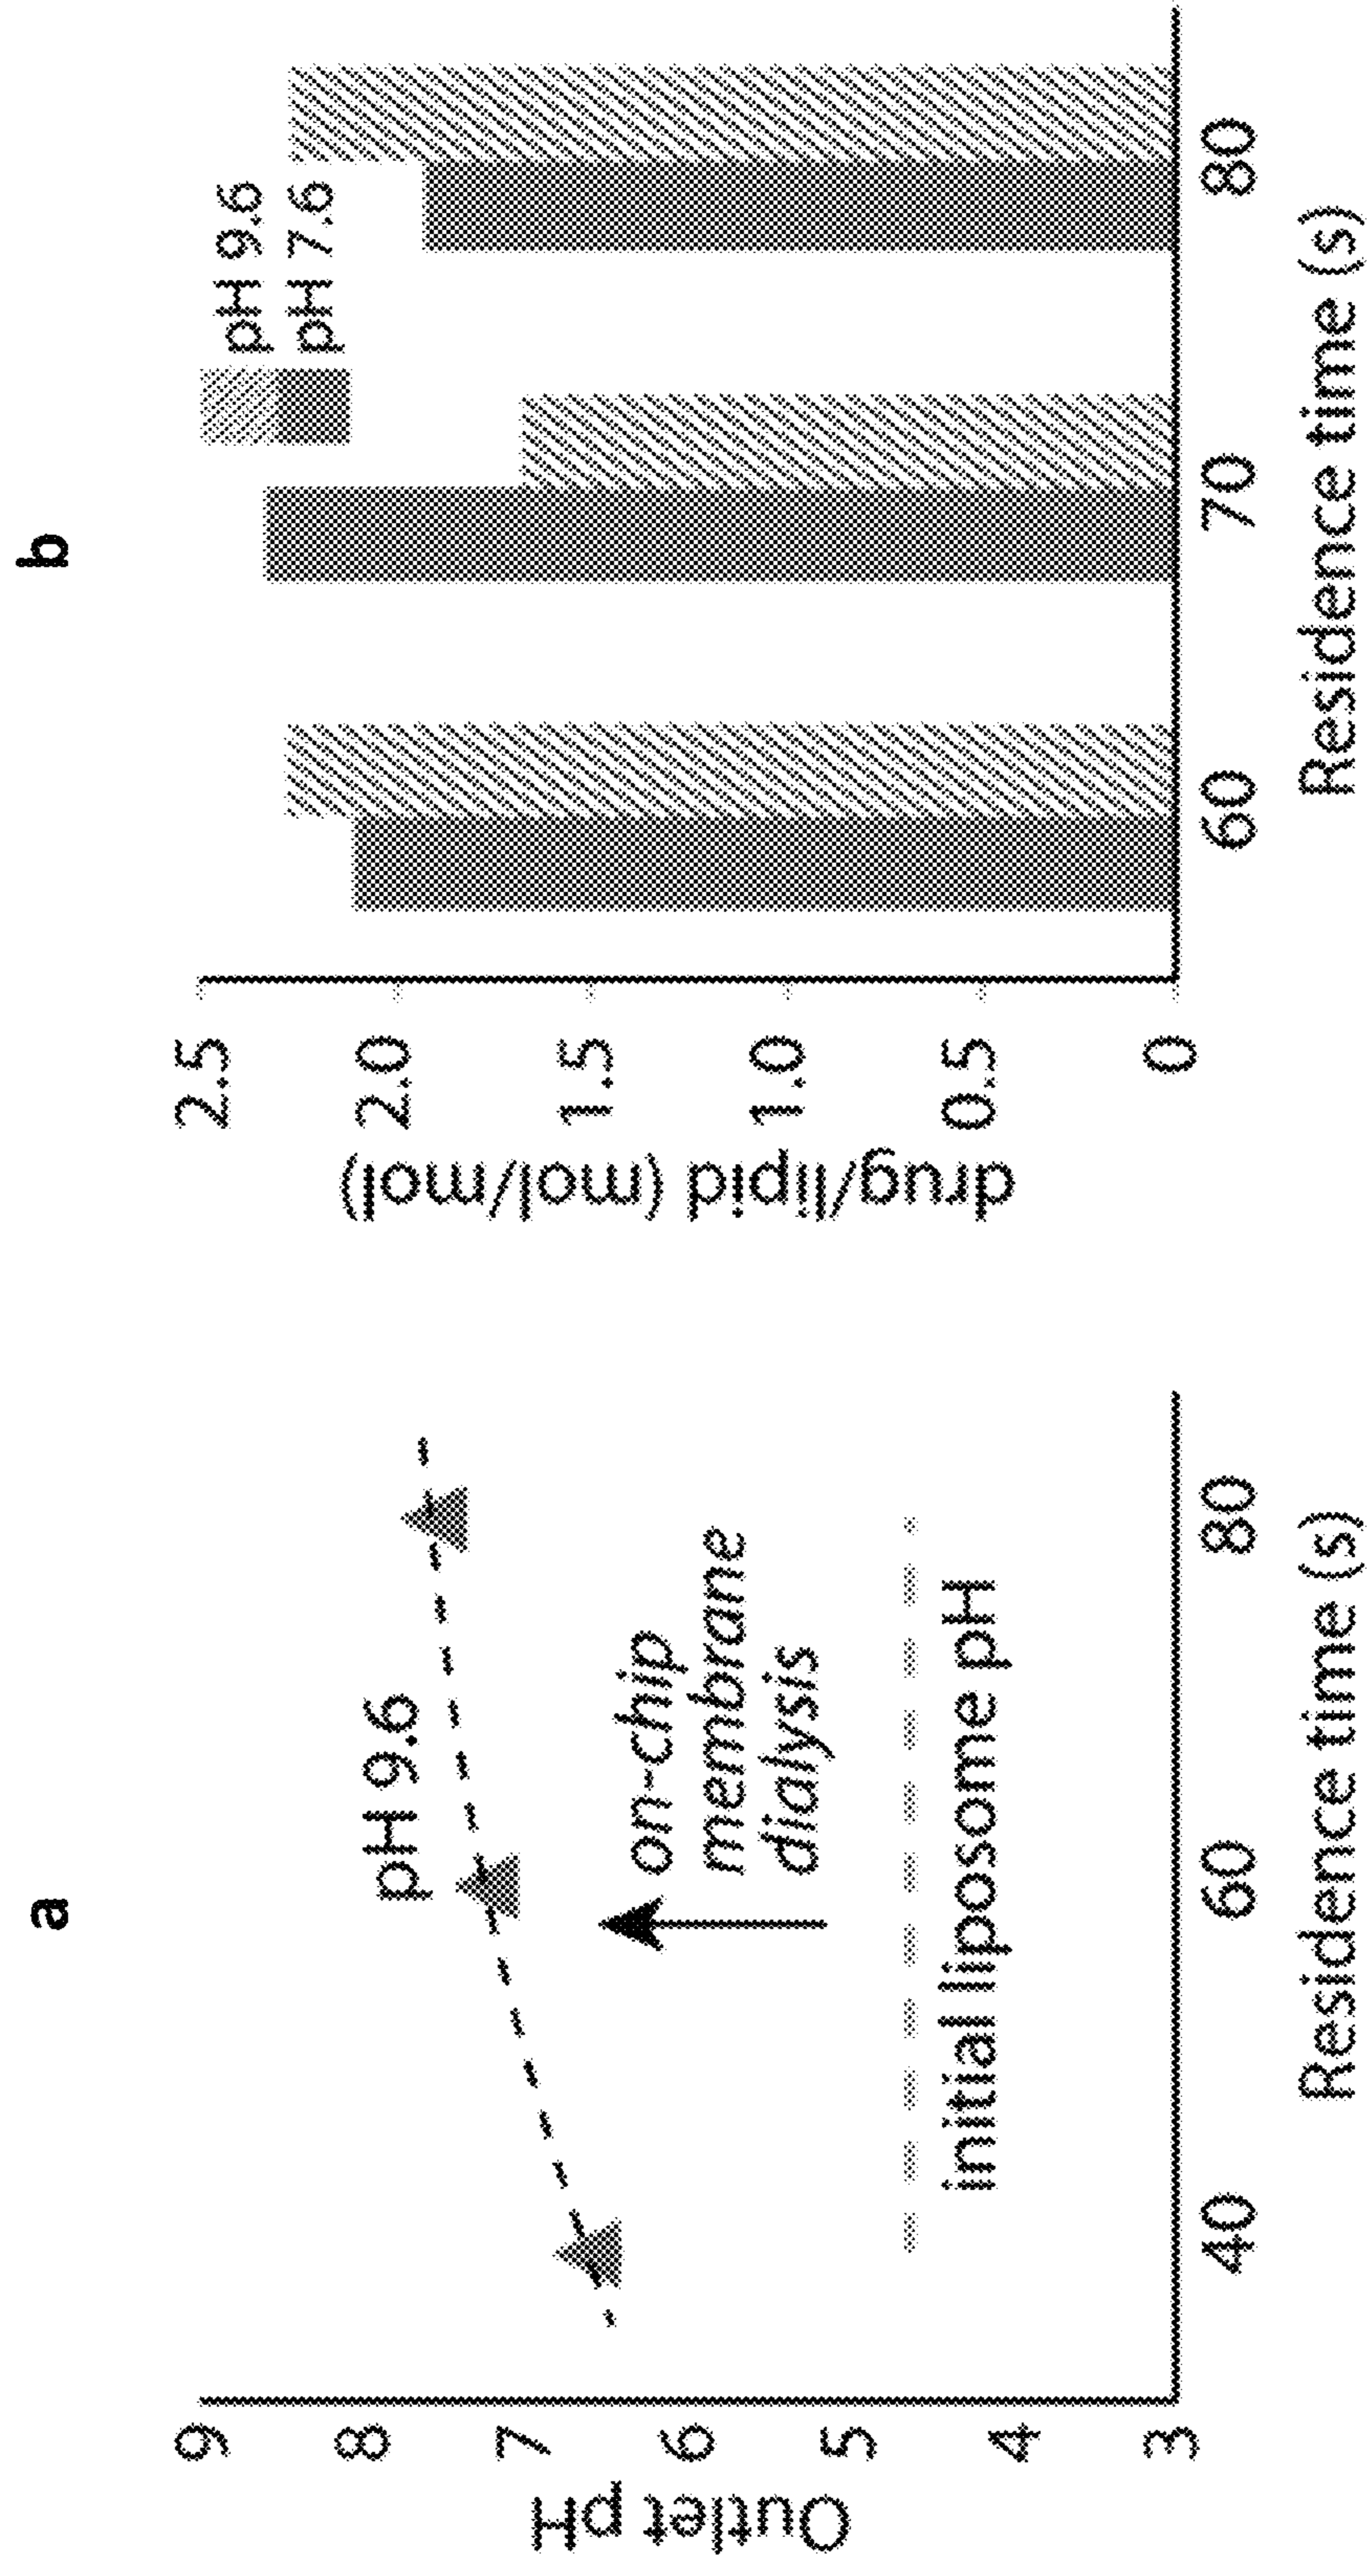 a
Outlet pH
9
8
7
6
5
4
3
pH 9.6
on-chip
membrane
dialysis
initial liposome pH
40
60
80
Residence time (s)
b
drug/lipid (mol/mol)
2.5
2.0
1.5
1.0
0.5
0
pH 9.6
pH 7.6
60
70
80
Residence time (s)